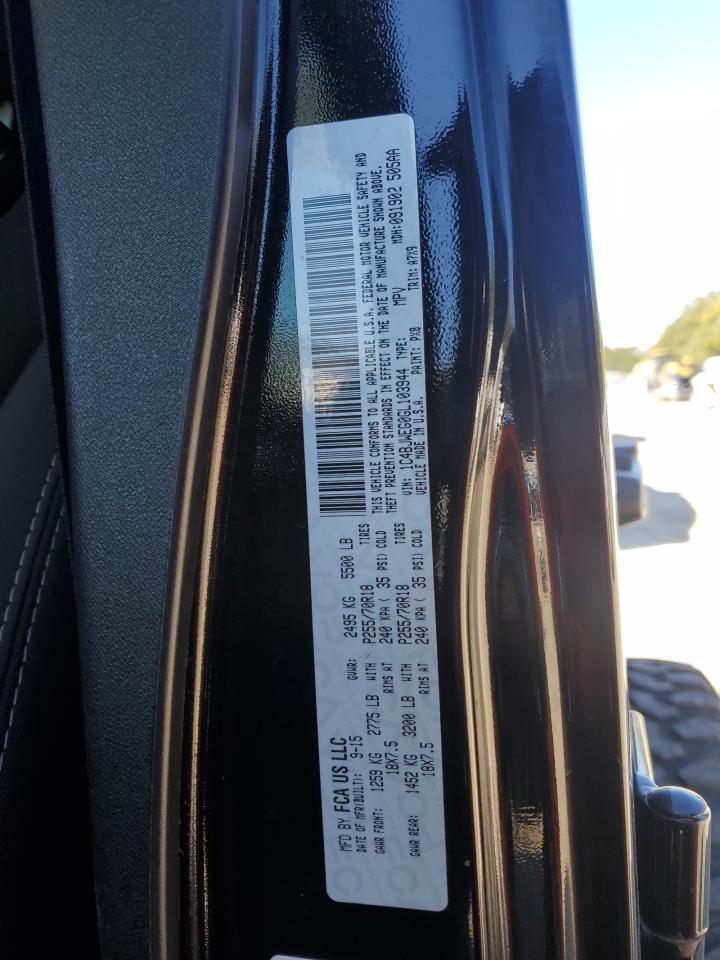 MFD BY FCA US LLC
DATE OF MFR(BUILT): 9-15 GVWR: 2495 KG 5500 LB
GAWR FRONT: 1259 KG 2775 LB WITH P255/70R18 TIRES
18X7.5 RIMS AT 240 KPA ( 35 PSI) COLD
GAWR REAR: 1452 KG 3200 LB WITH P255/70R18 TIRES
18X7.5 RIMS AT 240 KPA ( 35 PSI) COLD
THIS VEHICLE CONFORMS TO ALL APPLICABLE U.S.A. FEDERAL MOTOR VEHICLE SAFETY AND
THEFT PREVENTION STANDARDS IN EFFECT ON THE DATE OF MANUFACTURE SHOWN ABOVE.
VIN: 1C4BJWEG0GL103944 TYPE: MPV MDH:091902 505AA
VEHICLE MADE IN U.S.A. PAINT: PX8 TRIM: A7X9